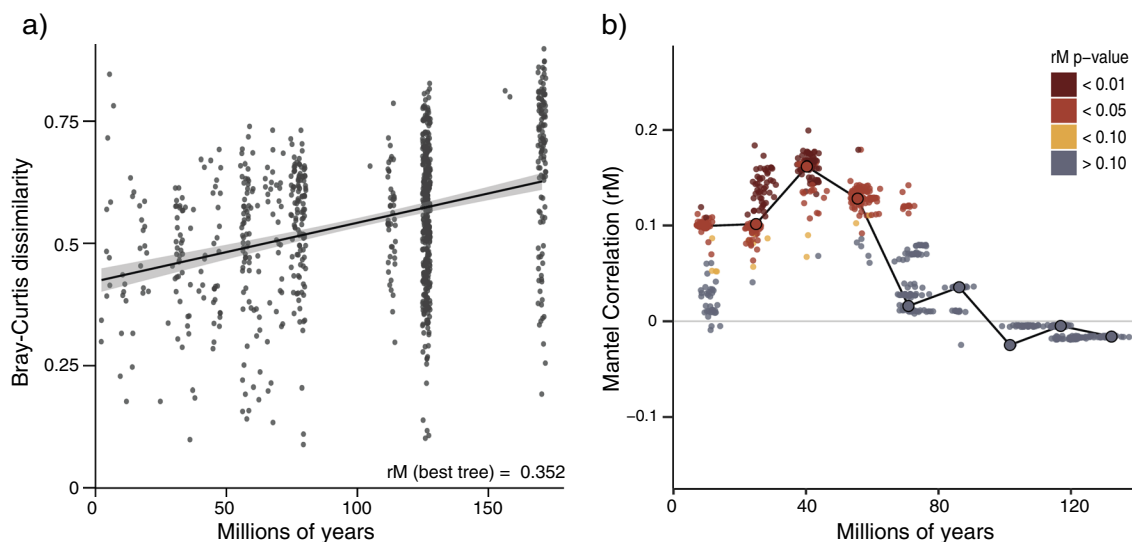 a)
Bray-Curtis dissimilarity
0.75
0.5
0.25
0
0
50
100
150
Millions of years
rM (best tree) = 0.352
b)
Mantel Correlation (rM)
0.2
0.1
0
−0.1
0
40
80
120
Millions of years
rM p−value
< 0.01
< 0.05
< 0.10
> 0.10